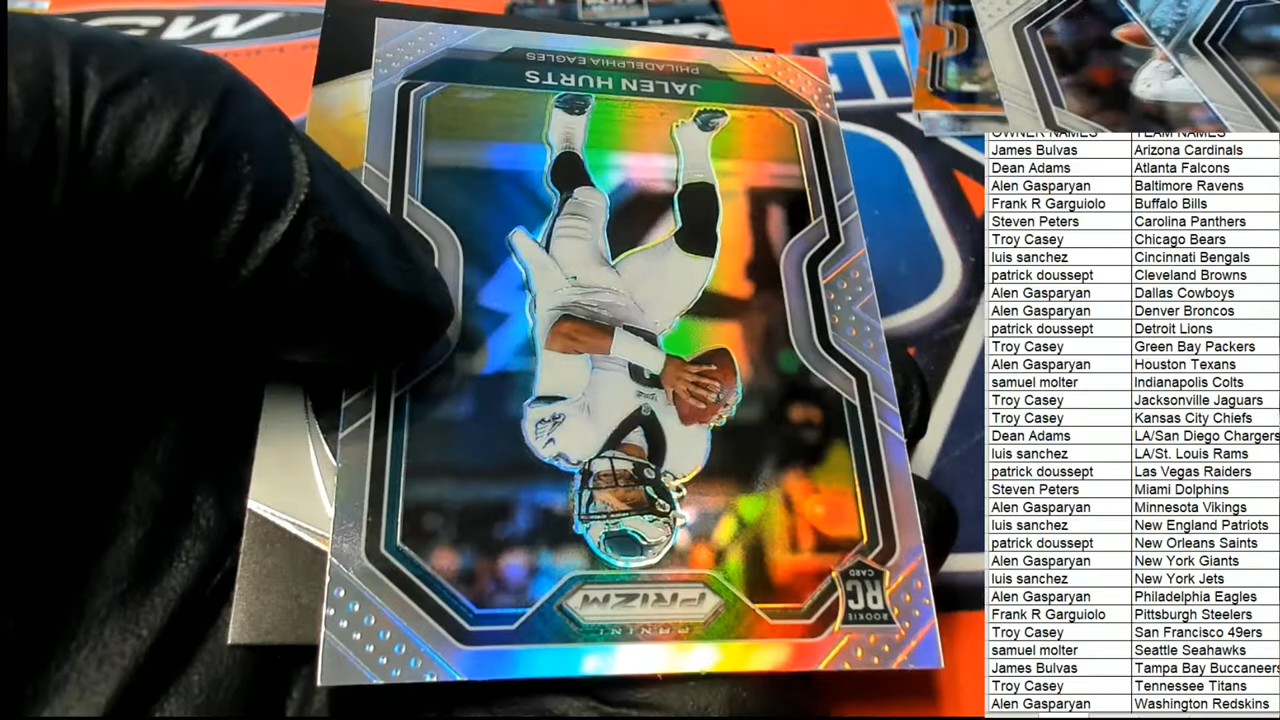 PHILADELPHIA EAGLES
JALEN HURTS
PANINI
PRIZM
ROOKIE
RC
CARD
OWNER NAMES TEAM NAMES
James Bulvas Arizona Cardinals
Dean Adams Atlanta Falcons
Alen Gasparyan Baltimore Ravens
Frank R Garguiolo Buffalo Bills
Steven Peters Carolina Panthers
Troy Casey Chicago Bears
luis sanchez Cincinnati Bengals
patrick doussept Cleveland Browns
Alen Gasparyan Dallas Cowboys
Alen Gasparyan Denver Broncos
patrick doussept Detroit Lions
Troy Casey Green Bay Packers
Alen Gasparyan Houston Texans
samuel molter Indianapolis Colts
Troy Casey Jacksonville Jaguars
Troy Casey Kansas City Chiefs
Dean Adams LA/San Diego Chargers
luis sanchez LA/St. Louis Rams
patrick doussept Las Vegas Raiders
Steven Peters Miami Dolphins
Alen Gasparyan Minnesota Vikings
luis sanchez New England Patriots
patrick doussept New Orleans Saints
Alen Gasparyan New York Giants
luis sanchez New York Jets
Alen Gasparyan Philadelphia Eagles
Frank R Garguiolo Pittsburgh Steelers
Troy Casey San Francisco 49ers
samuel molter Seattle Seahawks
James Bulvas Tampa Bay Buccaneers
Troy Casey Tennessee Titans
Alen Gasparyan Washington Redskins